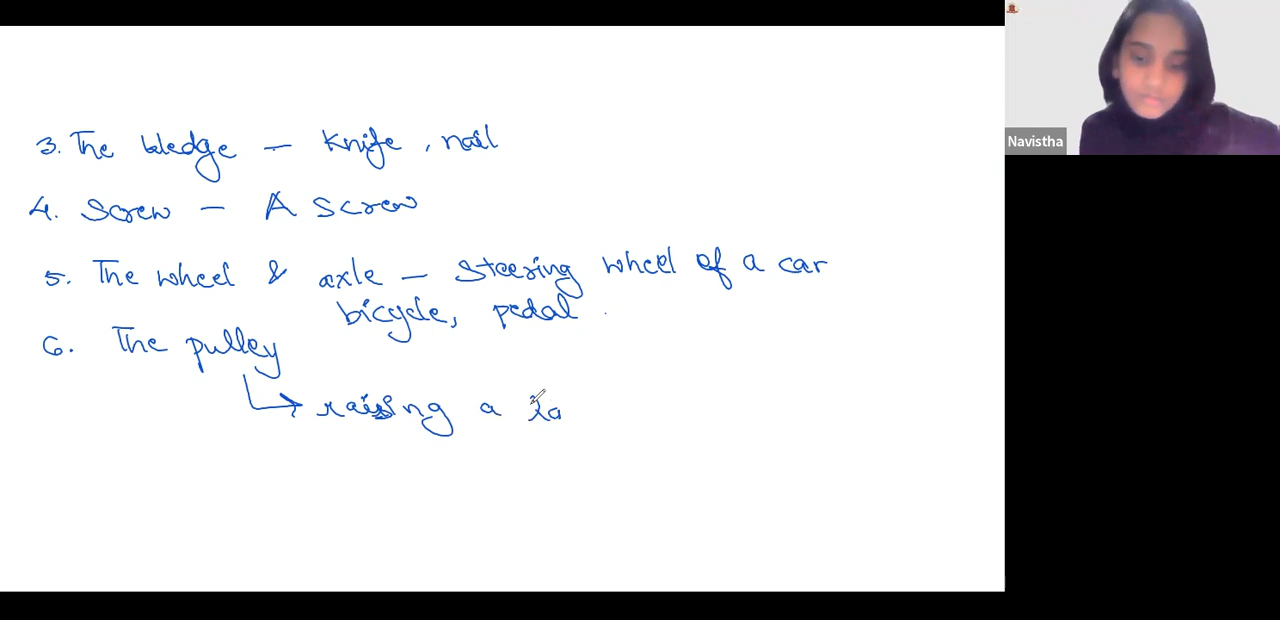 3. The wedge - Knife, nail
4. Screw - A screw
5. The wheel & axle - Steering wheel of a car
bicycle, pedal
6. The pulley
raising a
Navistha